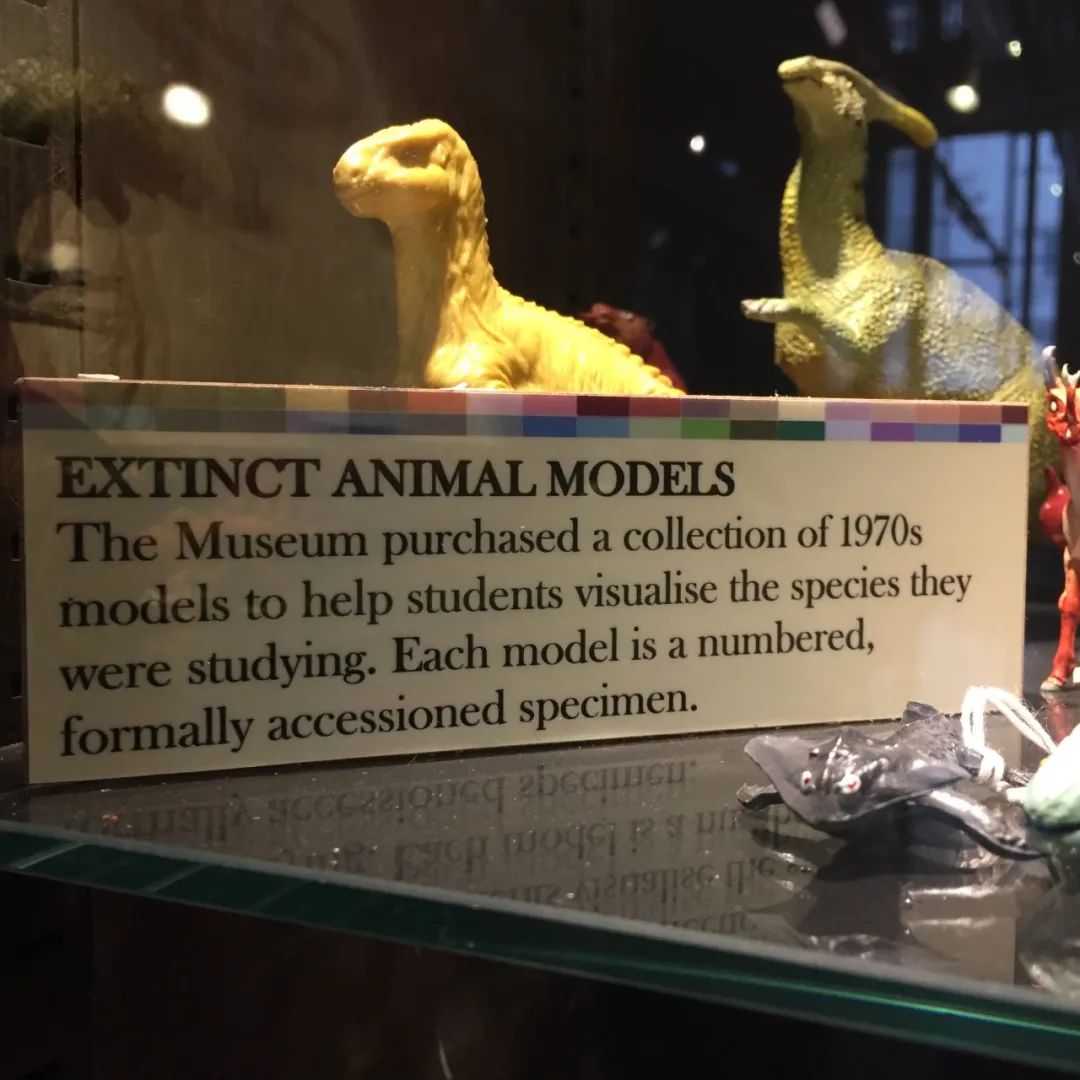 EXTINCT ANIMAL MODELS
The Museum purchased a collection of 1970s
models to help students visualise the species they
were studying. Each model is a numbered,
formally accessioned specimen.